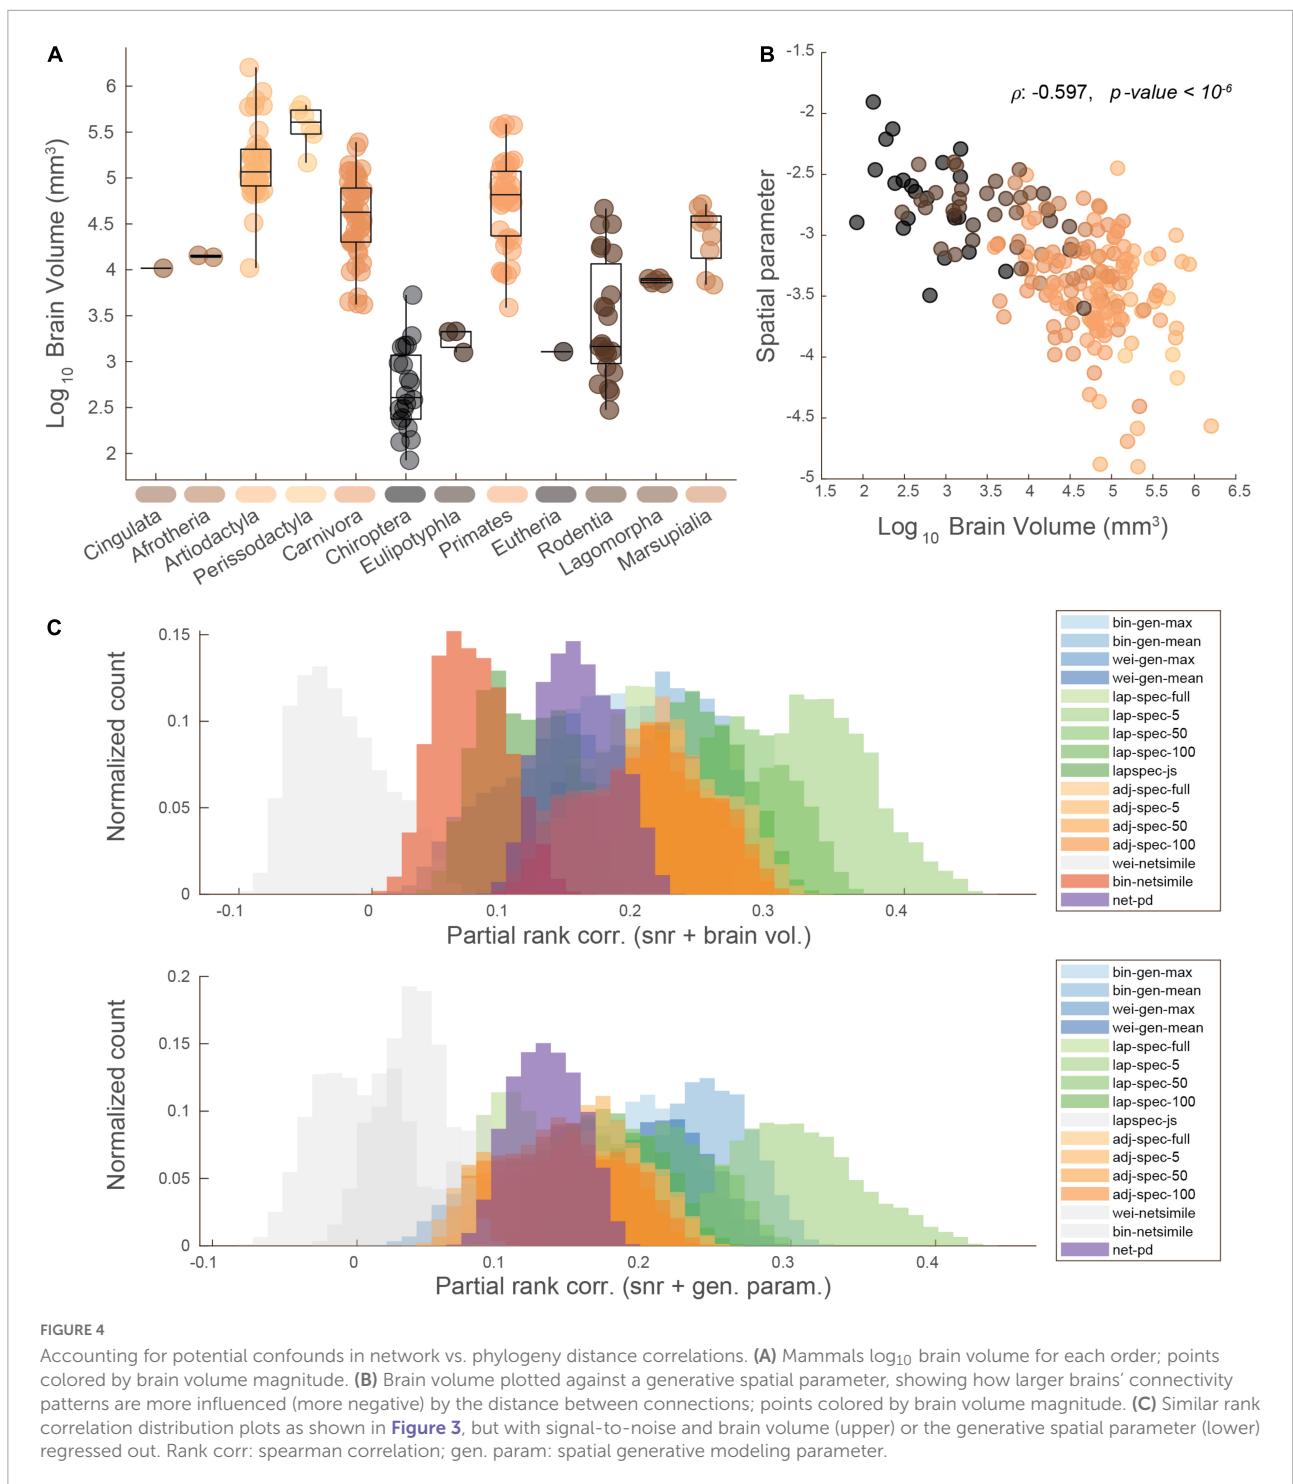 A
Log10 Brain Volume (mm3)
6
5.5
5
4.5
4
3.5
3
2.5
2
Cingulata
Afrotheria
Artiodactyla
Perissodactyla
Carnivora
Chiroptera
Eulipotyphla
Primates
Eutheria
Rodentia
Lagomorpha
Marsupialia
B
ρ: -0.597, p-value < 10-6
Spatial parameter
-1.5
-2
-2.5
-3
-3.5
-4
-4.5
-5
1.5 2 2.5 3 3.5 4 4.5 5 5.5 6 6.5
Log10 Brain Volume (mm3)
C
Normalized count
0.15
0.1
0.05
0
-0.1 0 0.1 0.2 0.3 0.4
Partial rank corr. (snr + brain vol.)
bin-gen-max
bin-gen-mean
wei-gen-max
wei-gen-mean
lap-spec-full
lap-spec-5
lap-spec-50
lap-spec-100
lapspec-js
adj-spec-full
adj-spec-5
adj-spec-50
adj-spec-100
wei-netsimile
bin-netsimile
net-pd
Normalized count
0.2
0.15
0.1
0.05
0
-0.1 0 0.1 0.2 0.3 0.4
Partial rank corr. (snr + gen. param.)
bin-gen-max
bin-gen-mean
wei-gen-max
wei-gen-mean
lap-spec-full
lap-spec-5
lap-spec-50
lap-spec-100
lapspec-js
adj-spec-full
adj-spec-5
adj-spec-50
adj-spec-100
wei-netsimile
bin-netsimile
net-pd
FIGURE 4
Accounting for potential confounds in network vs. phylogeny distance correlations. (A) Mammals log10 brain volume for each order; points
colored by brain volume magnitude. (B) Brain volume plotted against a generative spatial parameter, showing how larger brains’ connectivity
patterns are more influenced (more negative) by the distance between connections; points colored by brain volume magnitude. (C) Similar rank
correlation distribution plots as shown in Figure 3, but with signal-to-noise and brain volume (upper) or the generative spatial parameter (lower)
regressed out. Rank corr: spearman correlation; gen. param: spatial generative modeling parameter.